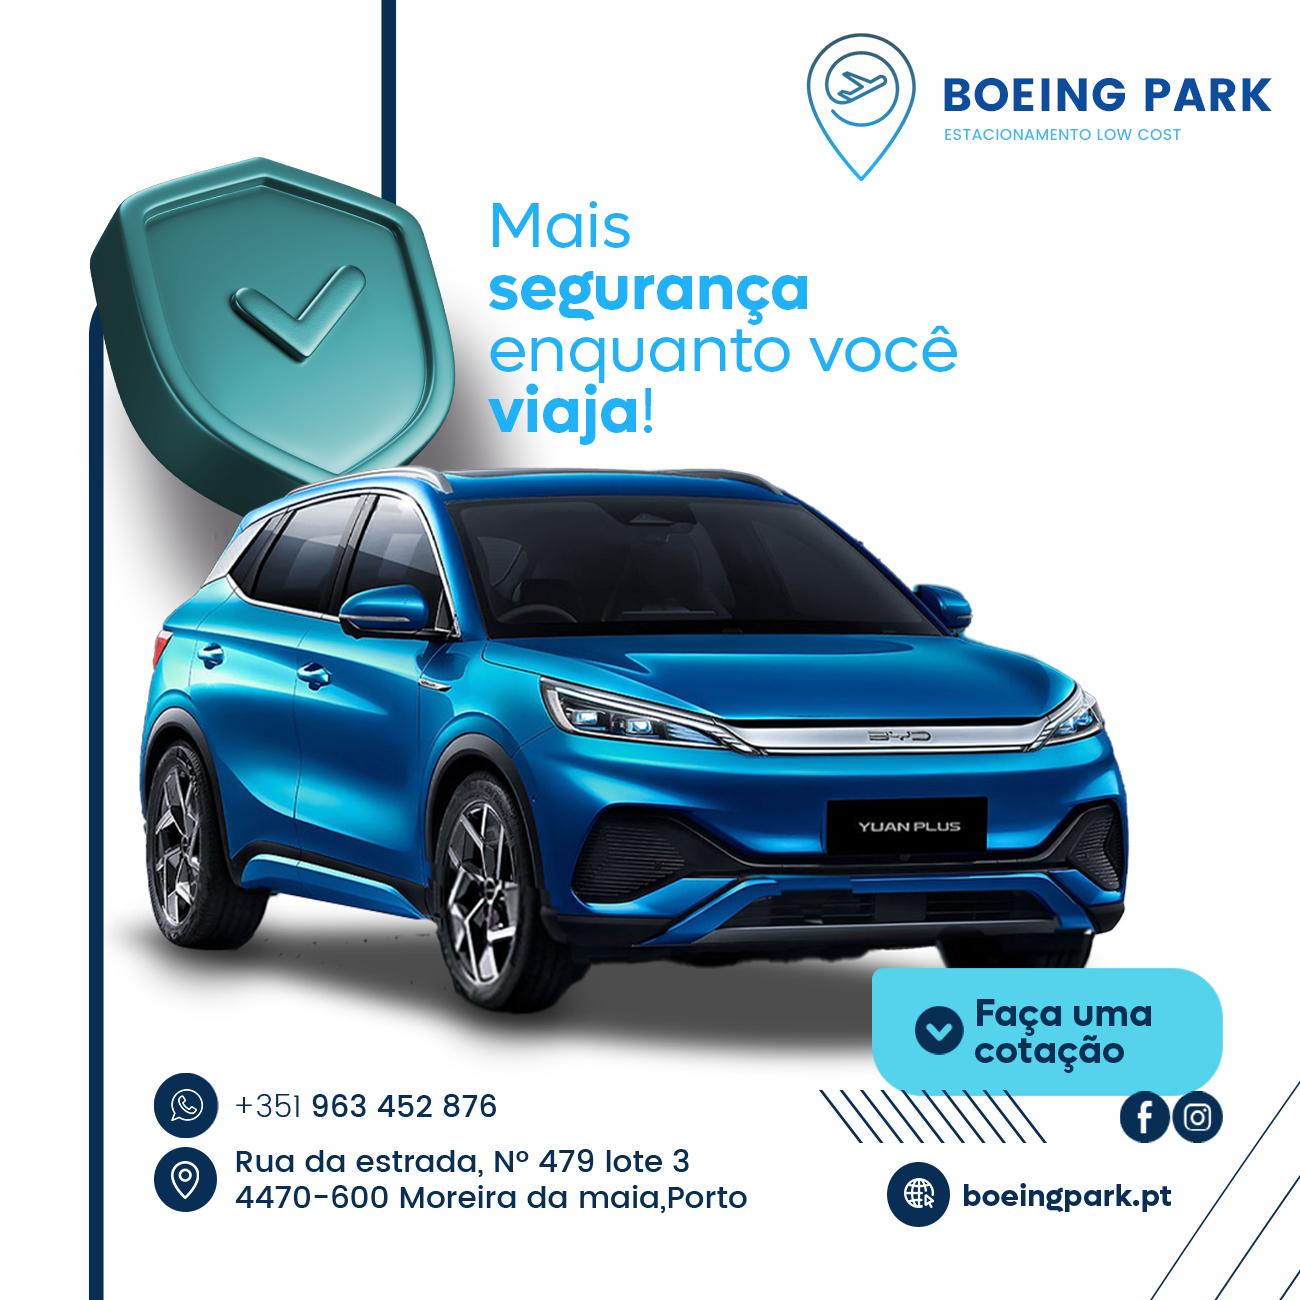 BOEING PARK
ESTACIONAMENTO LOW COST
Mais
segurança
enquanto você
viaja!
BYD
YUAN PLUS
Faça uma
cotação
+351 963 452 876
Rua da estrada, Nº 479 lote 3
4470-600 Moreira da maia,Porto
boeingpark.pt